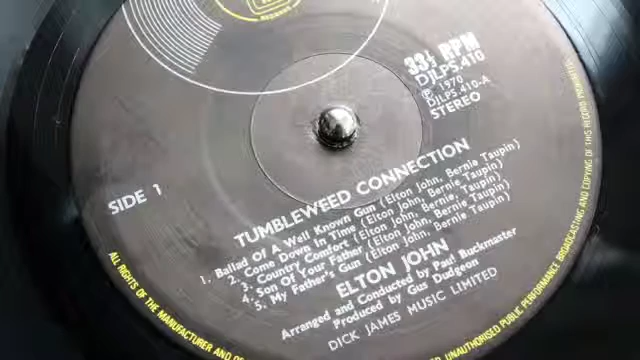 RECORDS
33⅓ RPM
DJLPS.410
℗ 1970
DJLPS.410-A
STEREO
SIDE 1
TUMBLEWEED CONNECTION
1. Ballad Of A Well Known Gun (Elton John, Bernie Taupin)
2. Come Down In Time (Elton John, Bernie Taupin)
3. Country Comfort (Elton John, Bernie Taupin)
4. Son Of Your Father (Elton John, Bernie Taupin)
5. My Father's Gun (Elton John, Bernie Taupin)
ELTON JOHN
Arranged and Conducted by Paul Buckmaster
Produced by Gus Dudgeon
DICK JAMES MUSIC LIMITED
ALL RIGHTS OF THE MANUFACTURER AND OF
UNAUTHORISED PUBLIC PERFORMANCE BROADCASTING AND COPYING OF THIS RECORD PROHIBITED